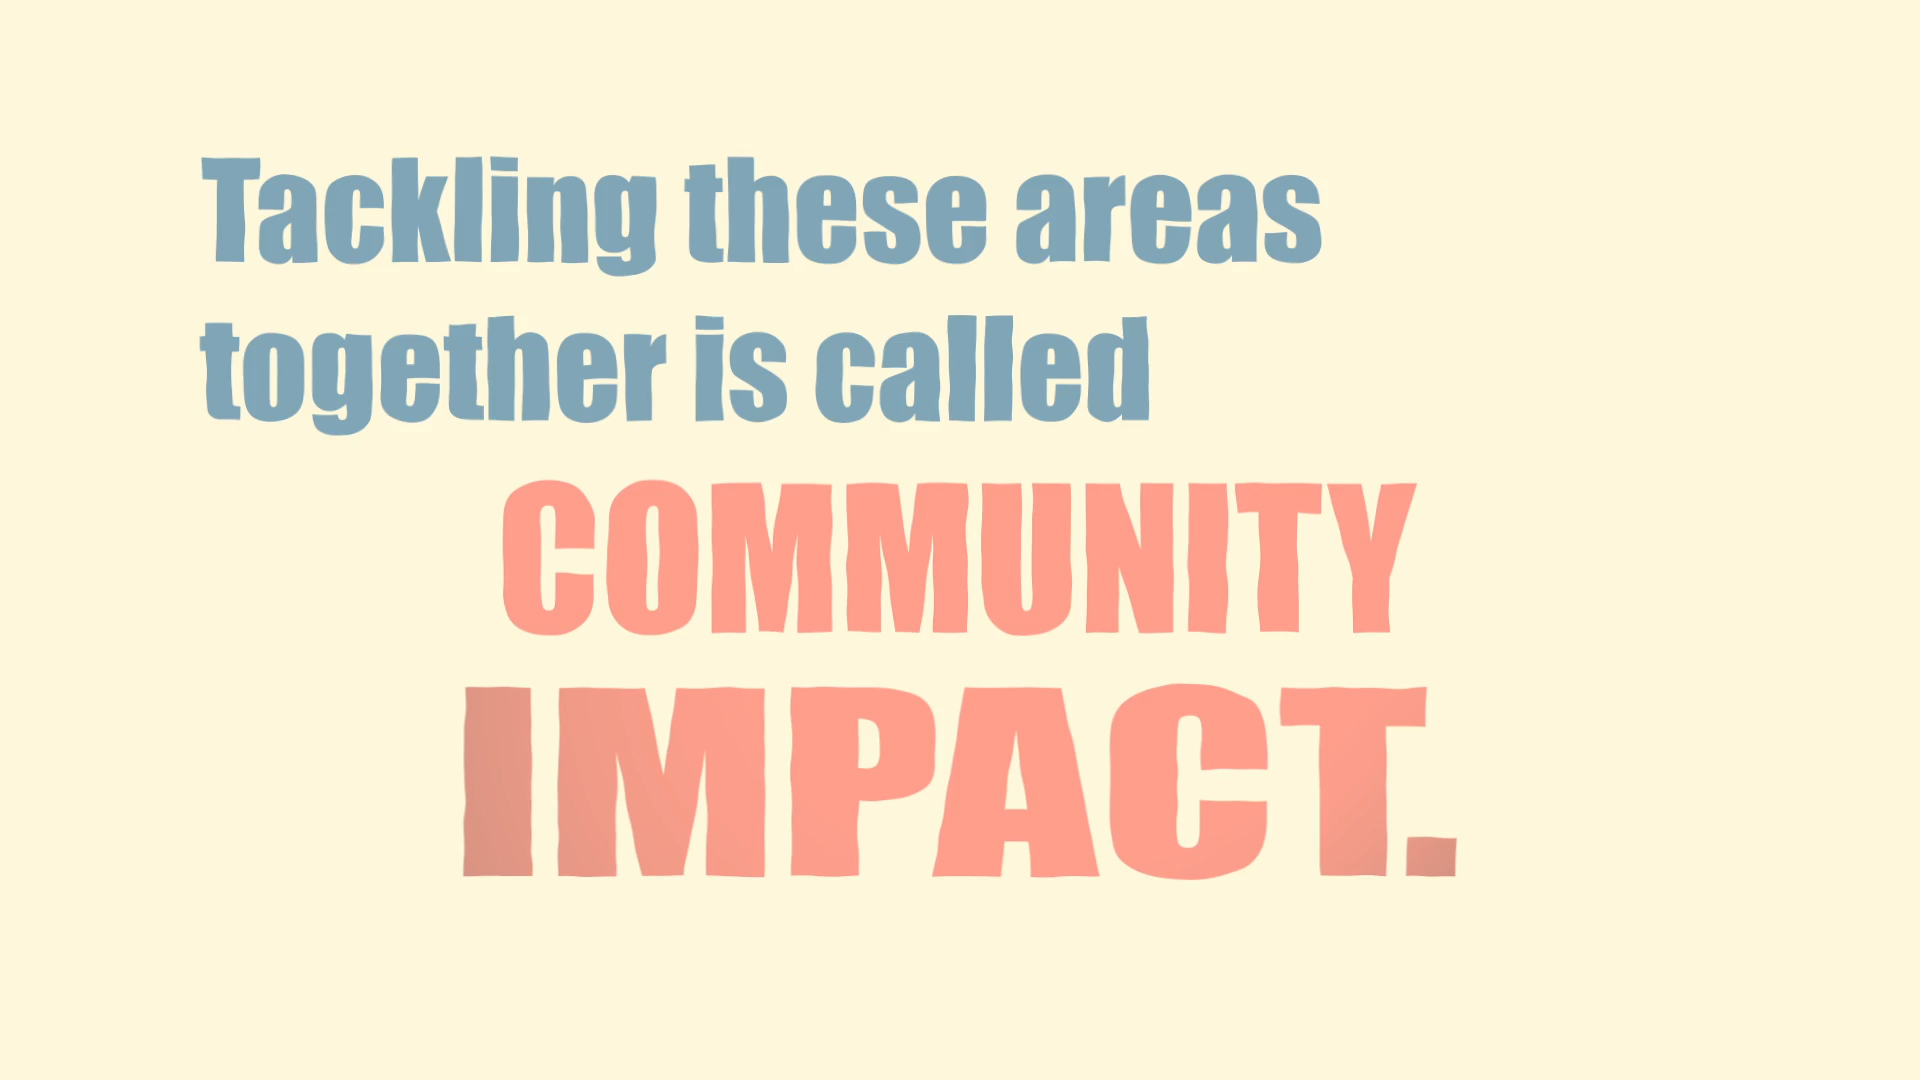 Tackling these areas
together is called
COMMUNITY
IMPACT.